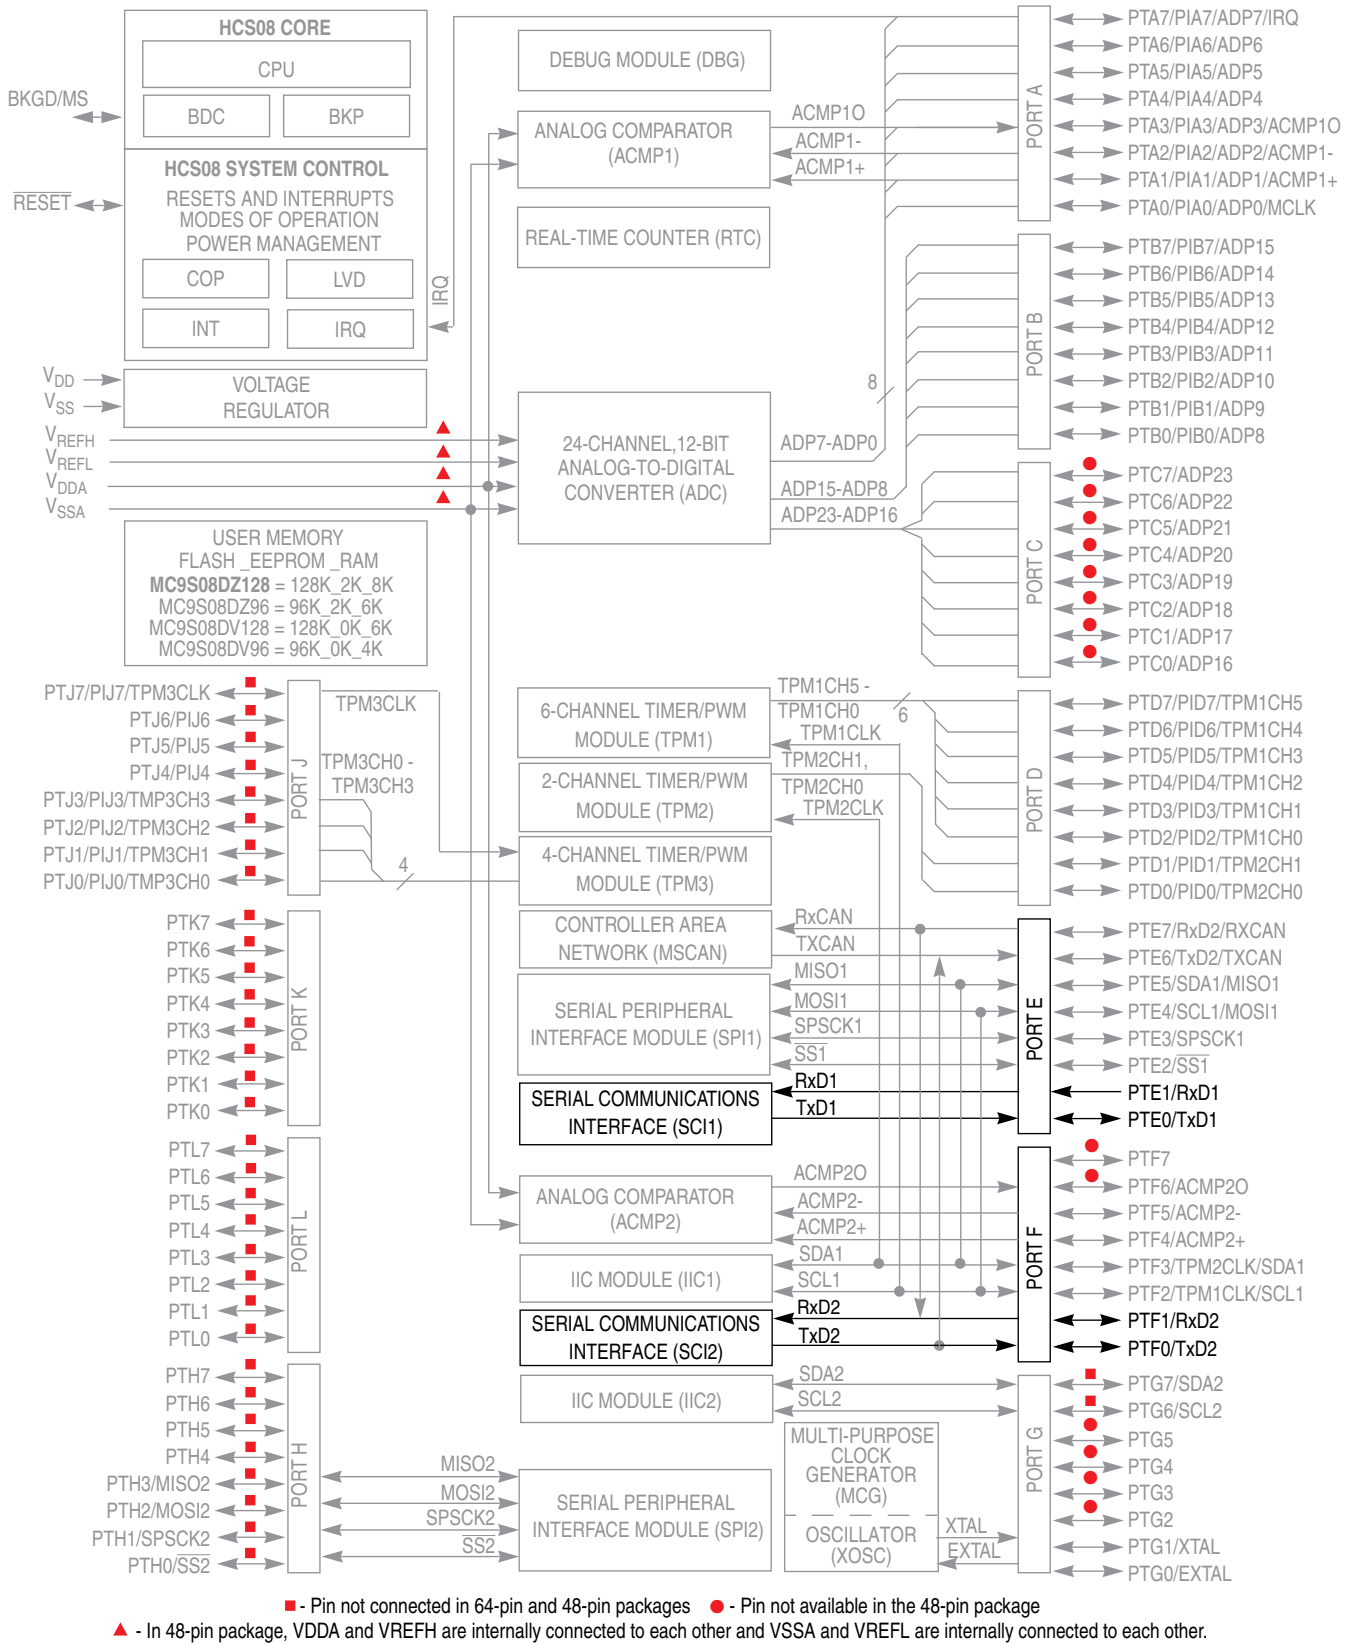 HCS08 CORE
CPU
BDC
BKP
BKGD/MS
HCS08 SYSTEM CONTROL
RESETS AND INTERRUPTS
MODES OF OPERATION
POWER MANAGEMENT
COP
LVD
INT
IRQ
RESET
IRQ
VOLTAGE
REGULATOR
VDD
VSS
VREFH
VREFL
VDDA
VSSA
USER MEMORY
FLASH _EEPROM _RAM
MC9S08DZ128 = 128K_2K_8K
MC9S08DZ96 = 96K_2K_6K
MC9S08DV128 = 128K_0K_6K
MC9S08DV96 = 96K_0K_4K
DEBUG MODULE (DBG)
ANALOG COMPARATOR
(ACMP1)
ACMP1O
ACMP1-
ACMP1+
REAL-TIME COUNTER (RTC)
24-CHANNEL,12-BIT
ANALOG-TO-DIGITAL
CONVERTER (ADC)
8
ADP7-ADP0
ADP15-ADP8
ADP23-ADP16
PORT A
PTA7/PIA7/ADP7/IRQ
PTA6/PIA6/ADP6
PTA5/PIA5/ADP5
PTA4/PIA4/ADP4
PTA3/PIA3/ADP3/ACMP1O
PTA2/PIA2/ADP2/ACMP1-
PTA1/PIA1/ADP1/ACMP1+
PTA0/PIA0/ADP0/MCLK
PORT B
PTB7/PIB7/ADP15
PTB6/PIB6/ADP14
PTB5/PIB5/ADP13
PTB4/PIB4/ADP12
PTB3/PIB3/ADP11
PTB2/PIB2/ADP10
PTB1/PIB1/ADP9
PTB0/PIB0/ADP8
PORT C
PTC7/ADP23
PTC6/ADP22
PTC5/ADP21
PTC4/ADP20
PTC3/ADP19
PTC2/ADP18
PTC1/ADP17
PTC0/ADP16
PTJ7/PIJ7/TPM3CLK
PTJ6/PIJ6
PTJ5/PIJ5
PTJ4/PIJ4
PTJ3/PIJ3/TMP3CH3
PTJ2/PIJ2/TPM3CH2
PTJ1/PIJ1/TPM3CH1
PTJ0/PIJ0/TMP3CH0
PORT J
TPM3CLK
TPM3CH0 -
TPM3CH3
4
6-CHANNEL TIMER/PWM
MODULE (TPM1)
TPM1CH5 -
TPM1CH0
6
TPM1CLK
2-CHANNEL TIMER/PWM
MODULE (TPM2)
TPM2CH1,
TPM2CH0
TPM2CLK
4-CHANNEL TIMER/PWM
MODULE (TPM3)
PORT D
PTD7/PID7/TPM1CH5
PTD6/PID6/TPM1CH4
PTD5/PID5/TPM1CH3
PTD4/PID4/TPM1CH2
PTD3/PID3/TPM1CH1
PTD2/PID2/TPM1CH0
PTD1/PID1/TPM2CH1
PTD0/PID0/TPM2CH0
PTK7
PTK6
PTK5
PTK4
PTK3
PTK2
PTK1
PTK0
PORT K
CONTROLLER AREA
NETWORK (MSCAN)
RxCAN
TXCAN
SERIAL PERIPHERAL
INTERFACE MODULE (SPI1)
MISO1
MOSI1
SPSCK1
SS1
SERIAL COMMUNICATIONS
INTERFACE (SCI1)
RxD1
TxD1
PORT E
PTE7/RxD2/RXCAN
PTE6/TxD2/TXCAN
PTE5/SDA1/MISO1
PTE4/SCL1/MOSI1
PTE3/SPSCK1
PTE2/SS1
PTE1/RxD1
PTE0/TxD1
PTL7
PTL6
PTL5
PTL4
PTL3
PTL2
PTL1
PTL0
PORT L
ANALOG COMPARATOR
(ACMP2)
ACMP2O
ACMP2-
ACMP2+
IIC MODULE (IIC1)
SDA1
SCL1
SERIAL COMMUNICATIONS
INTERFACE (SCI2)
RxD2
TxD2
PORT F
PTF7
PTF6/ACMP2O
PTF5/ACMP2-
PTF4/ACMP2+
PTF3/TPM2CLK/SDA1
PTF2/TPM1CLK/SCL1
PTF1/RxD2
PTF0/TxD2
PTH7
PTH6
PTH5
PTH4
PTH3/MISO2
PTH2/MOSI2
PTH1/SPSCK2
PTH0/SS2
PORT H
MISO2
MOSI2
SPSCK2
SS2
IIC MODULE (IIC2)
SDA2
SCL2
SERIAL PERIPHERAL
INTERFACE MODULE (SPI2)
MULTI-PURPOSE
CLOCK
GENERATOR
(MCG)
OSCILLATOR
(XOSC)
XTAL
EXTAL
PORT G
PTG7/SDA2
PTG6/SCL2
PTG5
PTG4
PTG3
PTG2
PTG1/XTAL
PTG0/EXTAL
- Pin not connected in 64-pin and 48-pin packages
- Pin not available in the 48-pin package
- In 48-pin package, VDDA and VREFH are internally connected to each other and VSSA and VREFL are internally connected to each other.